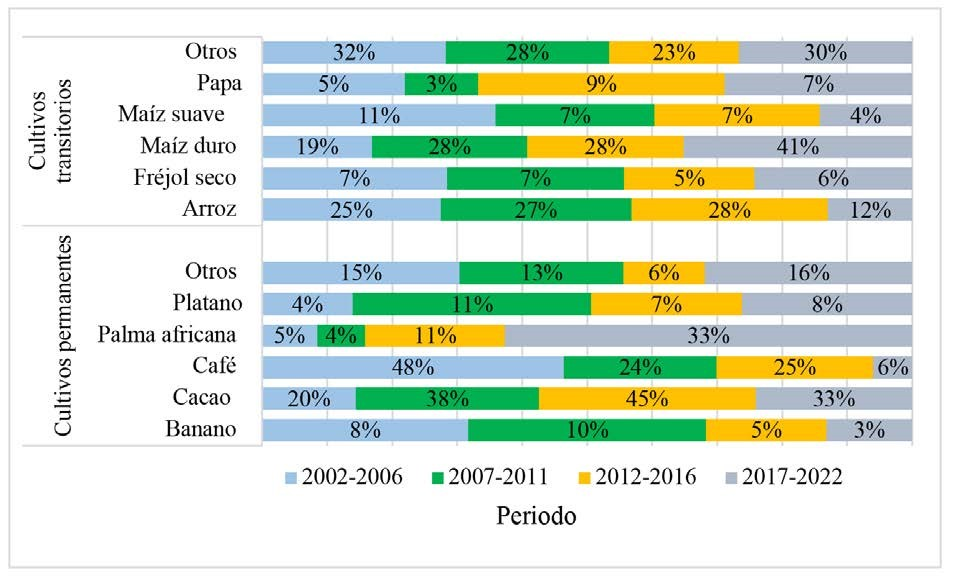 Cultivos
transitorios
Otros 32% 28% 23% 30%
Papa 5% 3% 9% 7%
Maíz suave 11% 7% 7% 4%
Maíz duro 19% 28% 28% 41%
Fréjol seco 7% 7% 5% 6%
Arroz 25% 27% 28% 12%
Cultivos permanentes
Otros 15% 13% 6% 16%
Platano 4% 11% 7% 8%
Palma africana 5% 4% 11% 33%
Café 48% 24% 25% 6%
Cacao 20% 38% 45% 33%
Banano 8% 10% 5% 3%
2002-2006 2007-2011 2012-2016 2017-2022
Periodo